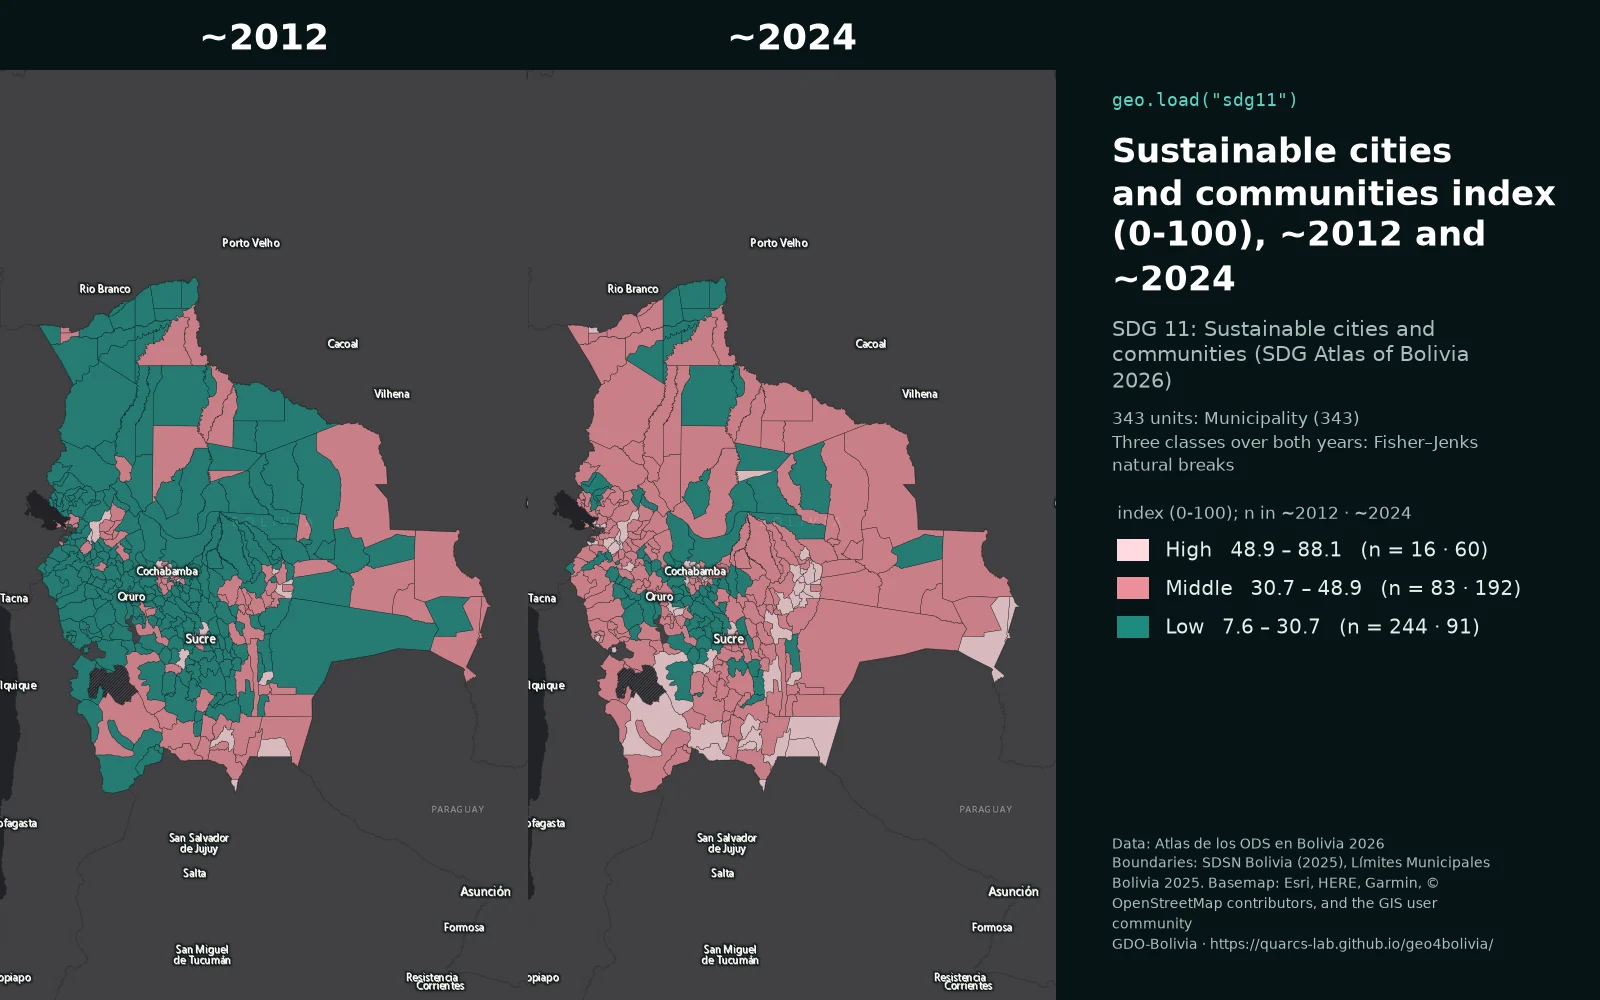 ~2012
~2024
Porto Velho
Rio Branco
Cacoal
Vilhena
Cochabamba
Tacna
Oruro
Sucre
Iquique
PARAGUAY
ofagasta
San Salvador
de Jujuy
Salta
Asunción
Formosa
San Miguel
de Tucumán
opiapo
Resistencia
Corrientes
Porto Velho
Rio Branco
Cacoal
Vilhena
Cochabamba
Tacna
Oruro
Sucre
Iquique
PARAGUAY
ofagasta
San Salvador
de Jujuy
Salta
Asunción
Formosa
San Miguel
de Tucumán
opiapo
Resistencia
Corrientes
geo.load("sdg11")
Sustainable cities
and communities index
(0-100), ~2012 and
~2024
SDG 11: Sustainable cities and
communities (SDG Atlas of Bolivia
2026)
343 units: Municipality (343)
Three classes over both years: Fisher–Jenks
natural breaks
index (0-100); n in ~2012 · ~2024
High 48.9 – 88.1 (n = 16 · 60)
Middle 30.7 – 48.9 (n = 83 · 192)
Low 7.6 – 30.7 (n = 244 · 91)
Data: Atlas de los ODS en Bolivia 2026
Boundaries: SDSN Bolivia (2025), Límites Municipales
Bolivia 2025. Basemap: Esri, HERE, Garmin, ©
OpenStreetMap contributors, and the GIS user
community
GDO-Bolivia · https://quarcs-lab.github.io/geo4bolivia/